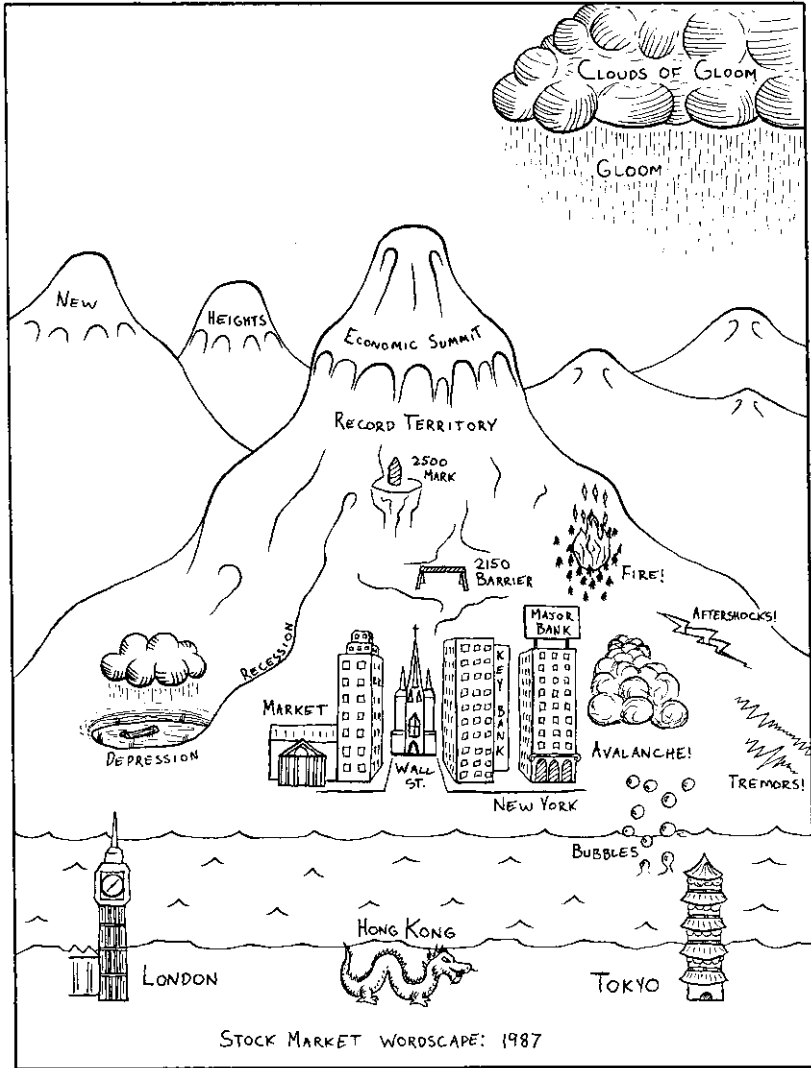 CLOUDS OF GLOOM
GLOOM
NEW
HEIGHTS
ECONOMIC SUMMIT
RECORD TERRITORY
2500
MARK
2150
BARRIER
FIRE!
AFTERSHOCKS!
RECESSION
MAJOR
BANK
KEY BANK
MARKET
WALL
ST.
AVALANCHE!
DEPRESSION
TREMORS!
NEW YORK
BUBBLES
HONG KONG
LONDON
TOKYO
STOCK MARKET WORDSCAPE: 1987